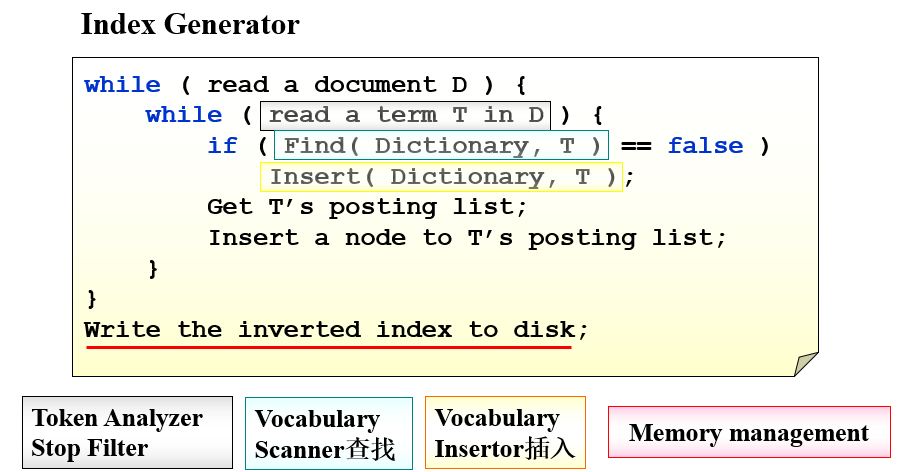 Index Generator
while ( read a document D ) {
while ( read a term T in D ) {
if ( Find( Dictionary, T ) == false )
Insert( Dictionary, T );
Get T’s posting list;
Insert a node to T’s posting list;
}
}
Write the inverted index to disk;
Token Analyzer
Stop Filter
Vocabulary
Scanner查找
Vocabulary
Insertor插入
Memory management